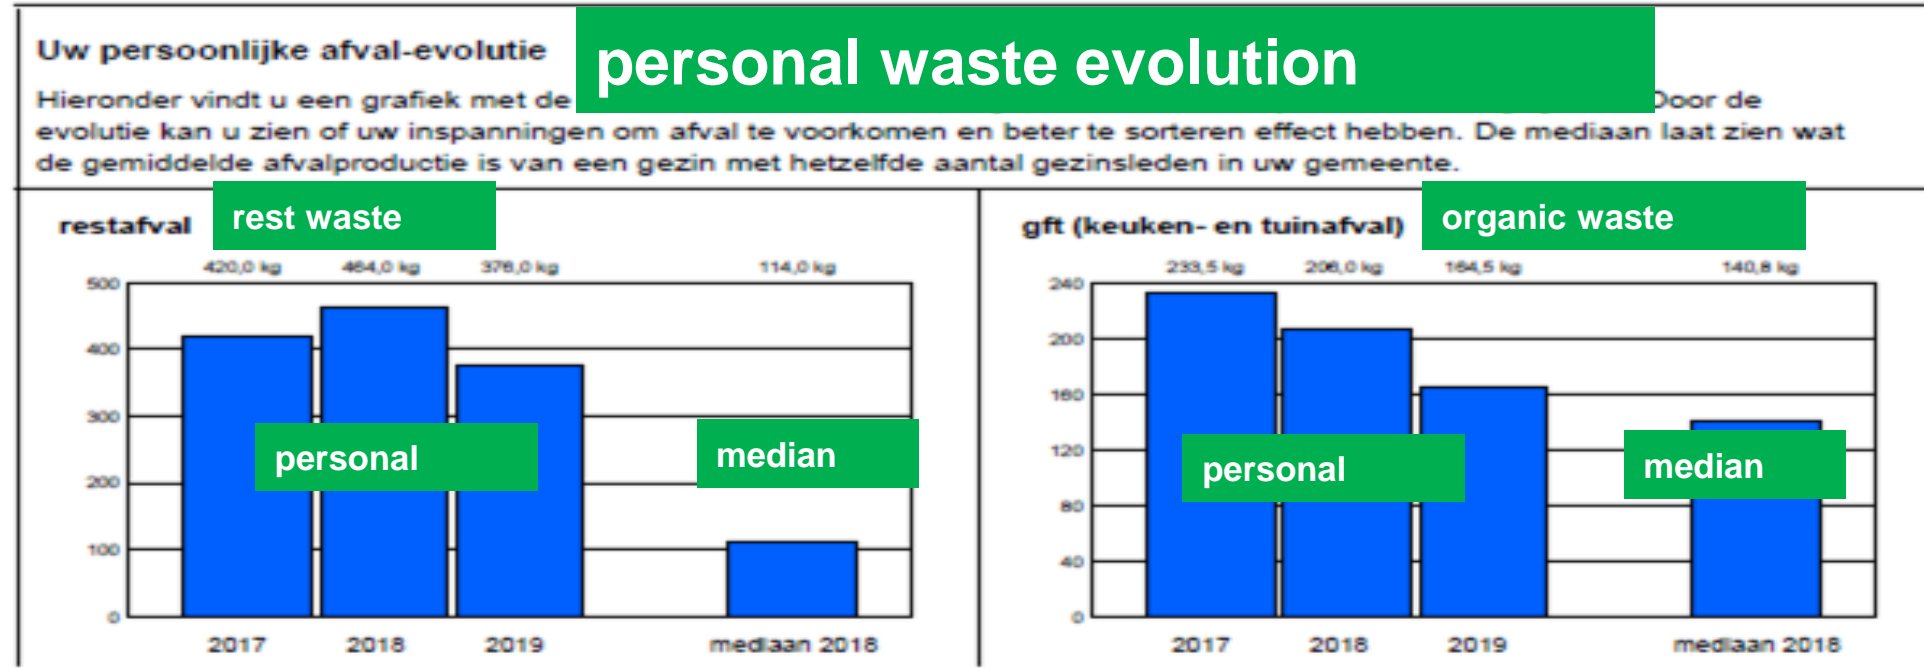 Uw persoonlijke afval-evolutie
personal waste evolution
Hieronder vindt u een grafiek met de
Door de
evolutie kan u zien of uw inspanningen om afval te voorkomen en beter te sorteren effect hebben. De mediaan laat zien wat
de gemiddelde afvalproductie is van een gezin met hetzelfde aantal gezinsleden in uw gemeente.
restafval
rest waste
420,0 kg 464,0 kg 376,0 kg 114,0 kg
500
400
300
200
100
0
personal
median
2017 2018 2019 mediaan 2018
gft (keuken- en tuinafval)
organic waste
233,5 kg 206,0 kg 164,5 kg 140,8 kg
240
200
160
120
80
40
0
personal
median
2017 2018 2019 mediaan 2018